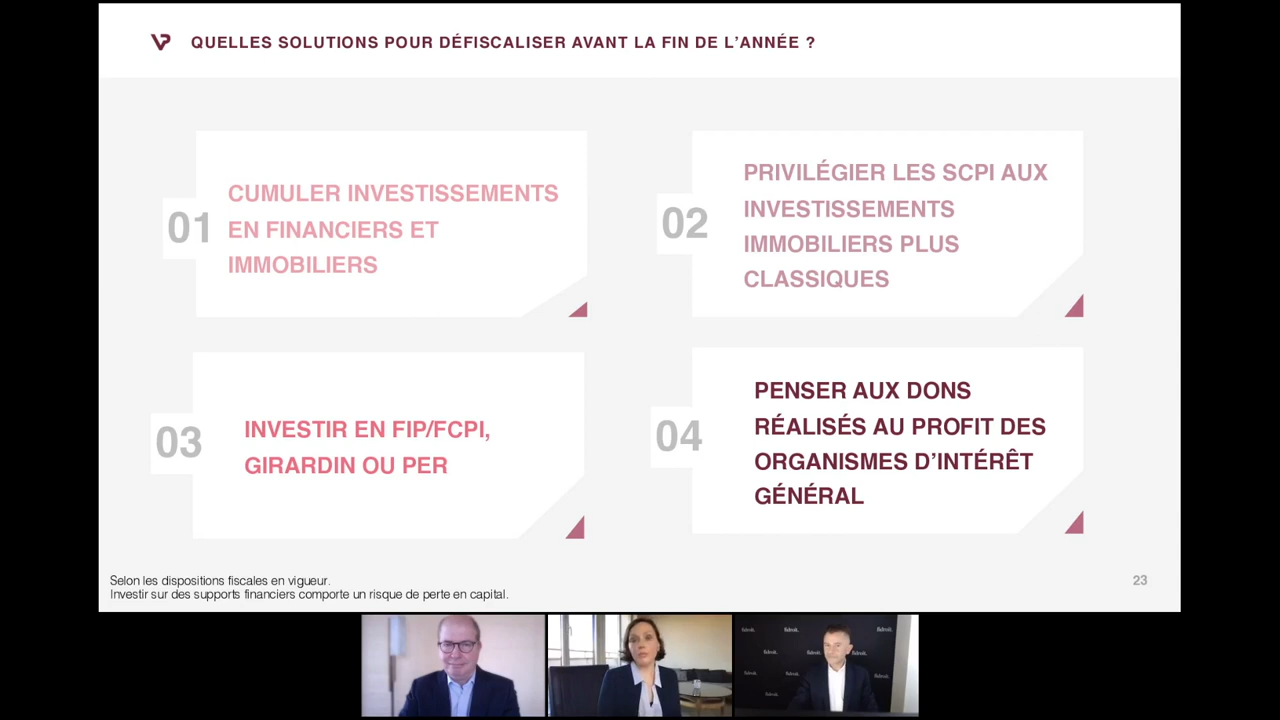 QUELLES SOLUTIONS POUR DÉFISCALISER AVANT LA FIN DE L'ANNÉE ?
01
CUMULER INVESTISSEMENTS
EN FINANCIERS ET
IMMOBILIERS
02
PRIVILÉGIER LES SCPI AUX
INVESTISSEMENTS
IMMOBILIERS PLUS
CLASSIQUES
03
INVESTIR EN FIP/FCPI,
GIRARDIN OU PER
04
PENSER AUX DONS
RÉALISÉS AU PROFIT DES
ORGANISMES D'INTÉRÊT
GÉNÉRAL
Selon les dispositions fiscales en vigueur.
Investir sur des supports financiers comporte un risque de perte en capital.
23